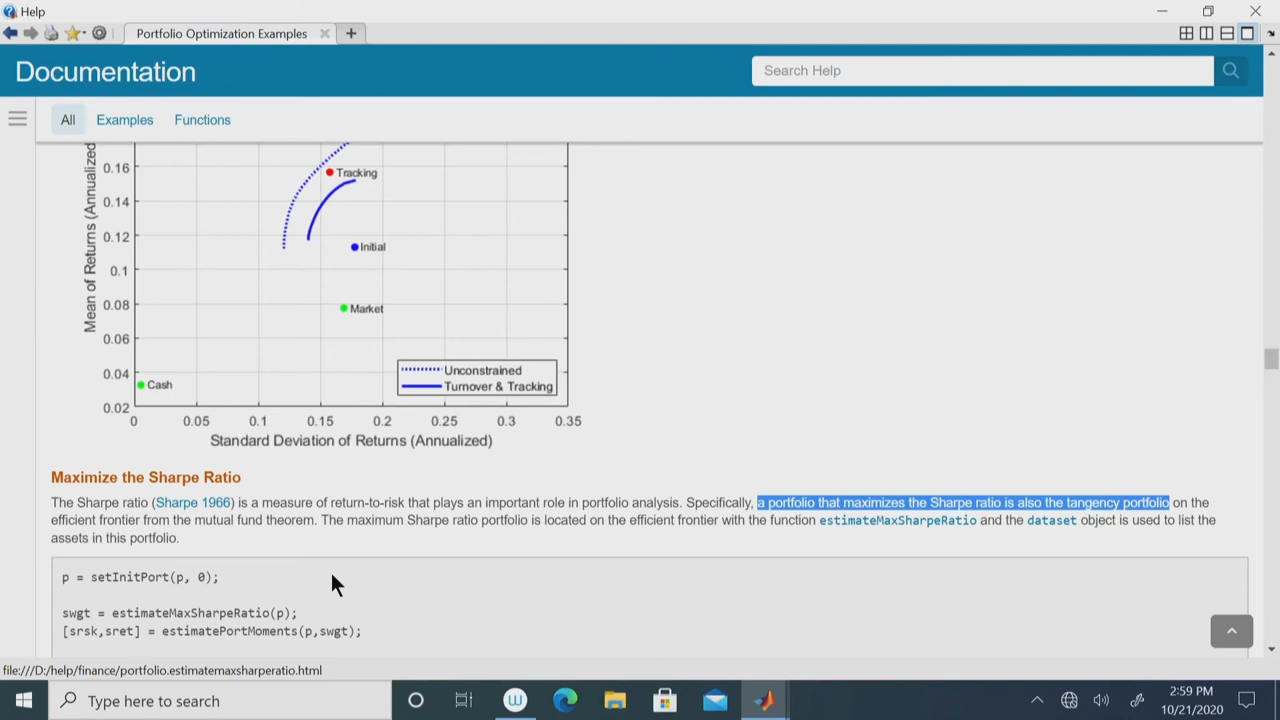 Help
Portfolio Optimization Examples
Documentation
Search Help
All Examples Functions
0.16
0.14
0.12
0.1
0.08
0.06
0.04
0.02
Mean of Returns (Annualized
Tracking
Initial
Market
Cash
Unconstrained
Turnover & Tracking
0 0.05 0.1 0.15 0.2 0.25 0.3 0.35
Standard Deviation of Returns (Annualized)
Maximize the Sharpe Ratio
The Sharpe ratio (Sharpe 1966) is a measure of return-to-risk that plays an important role in portfolio analysis. Specifically, a portfolio that maximizes the Sharpe ratio is also the tangency portfolio on the
efficient frontier from the mutual fund theorem. The maximum Sharpe ratio portfolio is located on the efficient frontier with the function estimateMaxSharpeRatio and the dataset object is used to list the
assets in this portfolio.
p = setInitPort(p, 0);
swgt = estimateMaxSharpeRatio(p);
[srsk,sret] = estimatePortMoments(p,swgt);
file:///D:/help/finance/portfolio.estimatemaxsharperatio.html
Type here to search
2:59 PM
10/21/2020